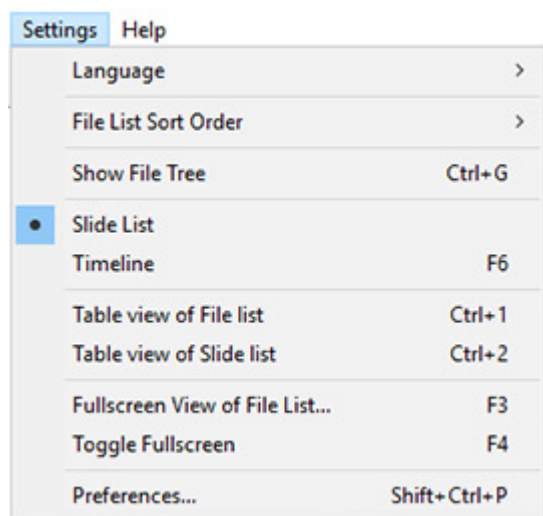 Settings Help
Language
File List Sort Order
Show File Tree Ctrl+G
Slide List
Timeline F6
Table view of File list Ctrl+1
Table view of Slide list Ctrl+2
Fullscreen View of File List... F3
Toggle Fullscreen F4
Preferences... Shift+Ctrl+P